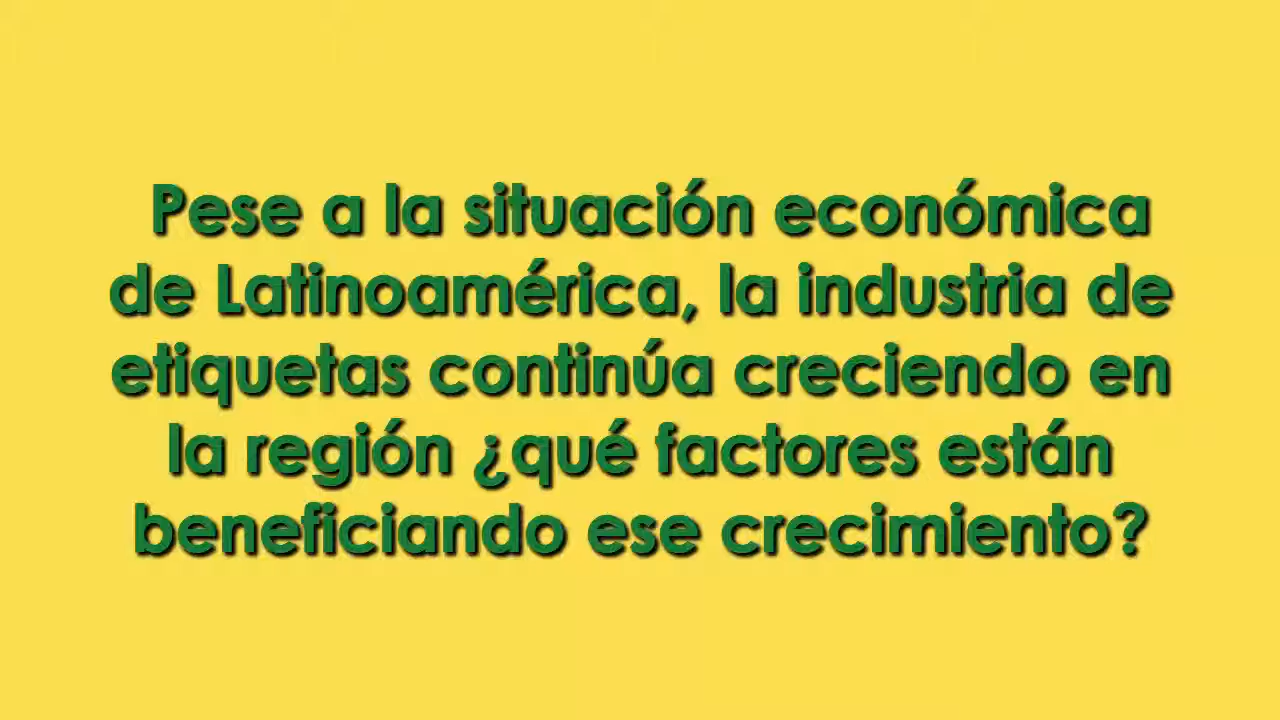 Pese a la situación económica
de Latinoamérica, la industria de
etiquetas continúa creciendo en
la región ¿qué factores están
beneficiando ese crecimiento?